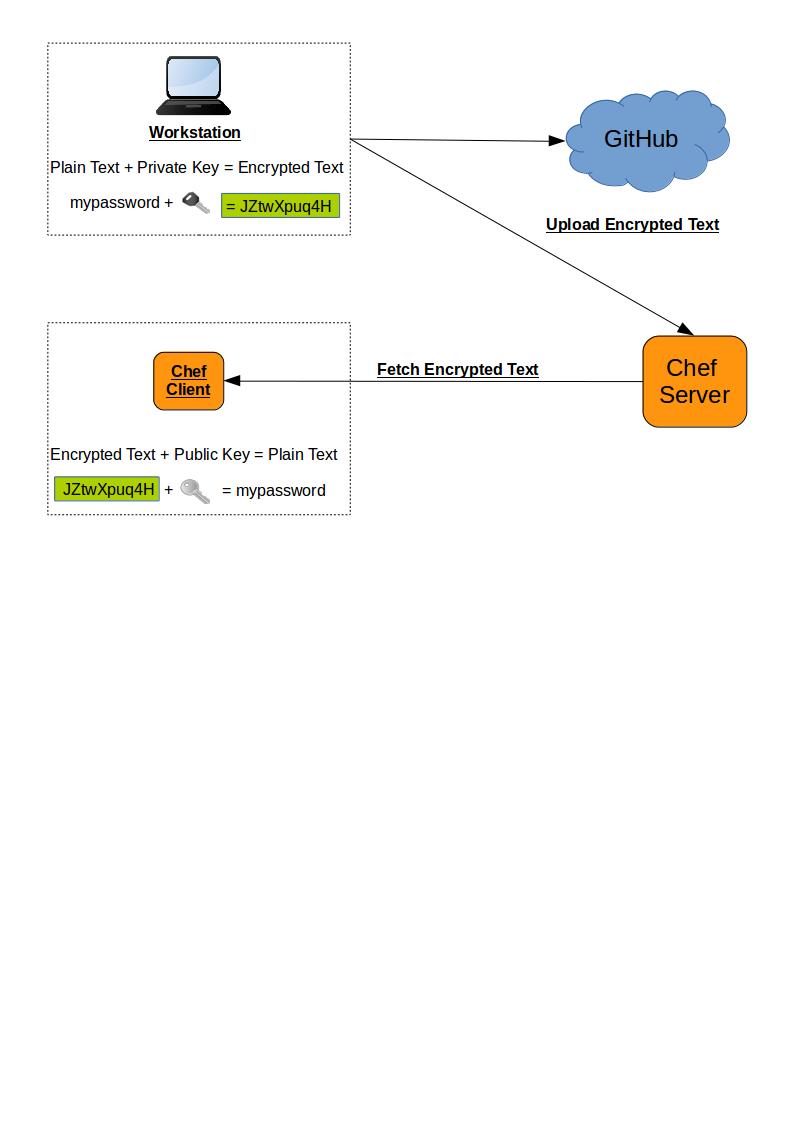 Workstation
Plain Text + Private Key = Encrypted Text
mypassword + = JZtwXpuq4H
GitHub
Upload Encrypted Text
Chef
Client
Fetch Encrypted Text
Chef
Server
Encrypted Text + Public Key = Plain Text
JZtwXpuq4H + = mypassword